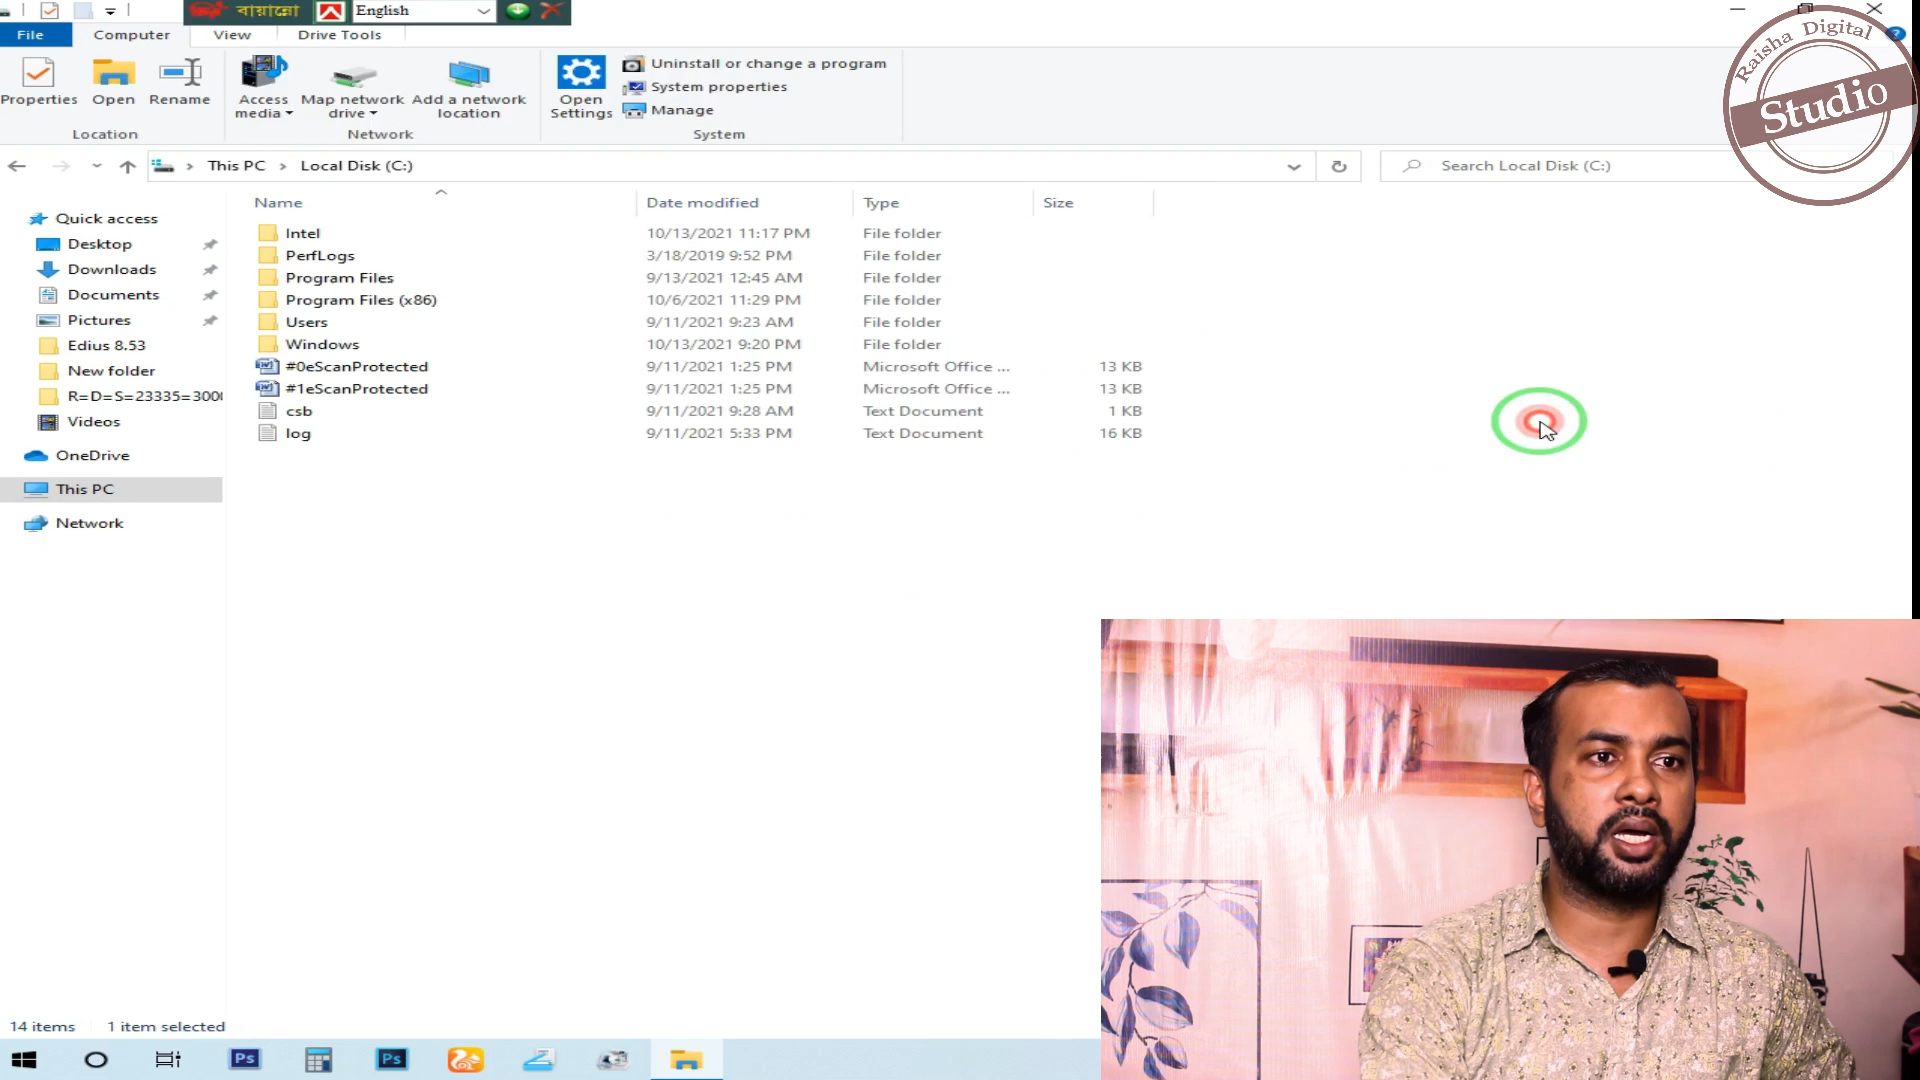 বায়ান্নো English
File Computer View Drive Tools
Properties Open Rename
Access media Map network drive Add a network location
Open Settings
Uninstall or change a program
System properties
Manage
Location Network System
Raisha Digital
Studio
This PC Local Disk (C:)
Search Local Disk (C:)
Name Date modified Type Size
Quick access
Desktop
Downloads
Documents
Pictures
Edius 8.53
New folder
R=D=S=23335=300
Videos
OneDrive
This PC
Network
Intel 10/13/2021 11:17 PM File folder
PerfLogs 3/18/2019 9:52 PM File folder
Program Files 9/13/2021 12:45 AM File folder
Program Files (x86) 10/6/2021 11:29 PM File folder
Users 9/11/2021 9:23 AM File folder
Windows 10/13/2021 9:20 PM File folder
#0eScanProtected 9/11/2021 1:25 PM Microsoft Office ... 13 KB
#1eScanProtected 9/11/2021 1:25 PM Microsoft Office ... 13 KB
csb 9/11/2021 9:28 AM Text Document 1 KB
log 9/11/2021 5:33 PM Text Document 16 KB
14 items 1 item selected
Ps Ps